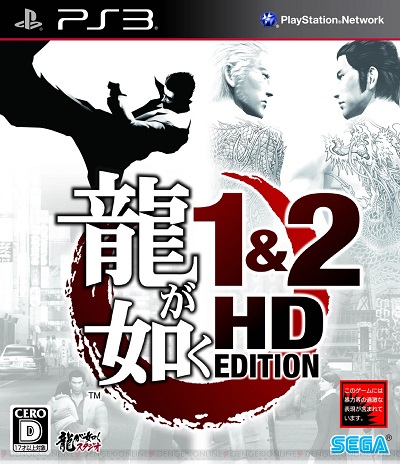 PS3
PlayStation®Network
龍が如く
1&2
HD
EDITION
TM
CERO
D
17才以上対象
龍が如く
スタジオ
このゲームには
暴力等の過激な
表現が含まれて
います。
SEGA®